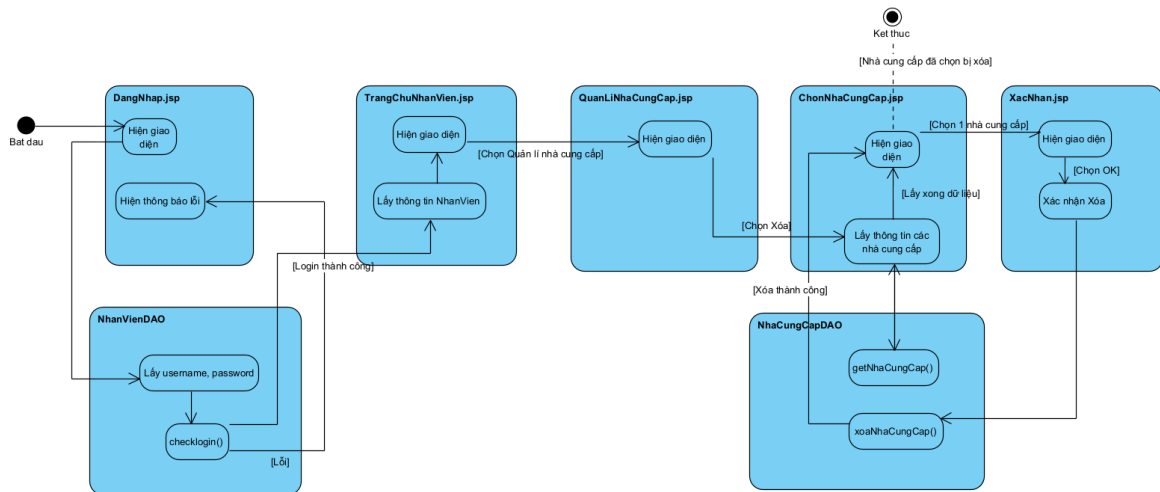 Ket thuc
[Nhà cung cấp đã chọn bị xóa]
DangNhap.jsp
TrangChuNhanVien.jsp
QuanLiNhaCungCap.jsp
ChonNhaCungCap.jsp
XacNhan.jsp
Bat dau
Hiện giao
diện
Hiện giao diện
[Chọn Quản lí nhà cung cấp]
Hiện giao diện
Hiện giao
diện
[Chọn 1 nhà cung cấp]
Hiện giao diện
[Chọn OK]
Hiện thông báo lỗi
Lấy thông tin NhanVien
[Lấy xong dữ liệu]
Xác nhận Xóa
[Chọn Xóa]
Lấy thông tin các
nhà cung cấp
[Login thành công]
[Xóa thành công]
NhanVienDAO
NhaCungCapDAO
Lấy username, password
getNhaCungCap()
checklogin()
xoaNhaCungCap()
[Lỗi]